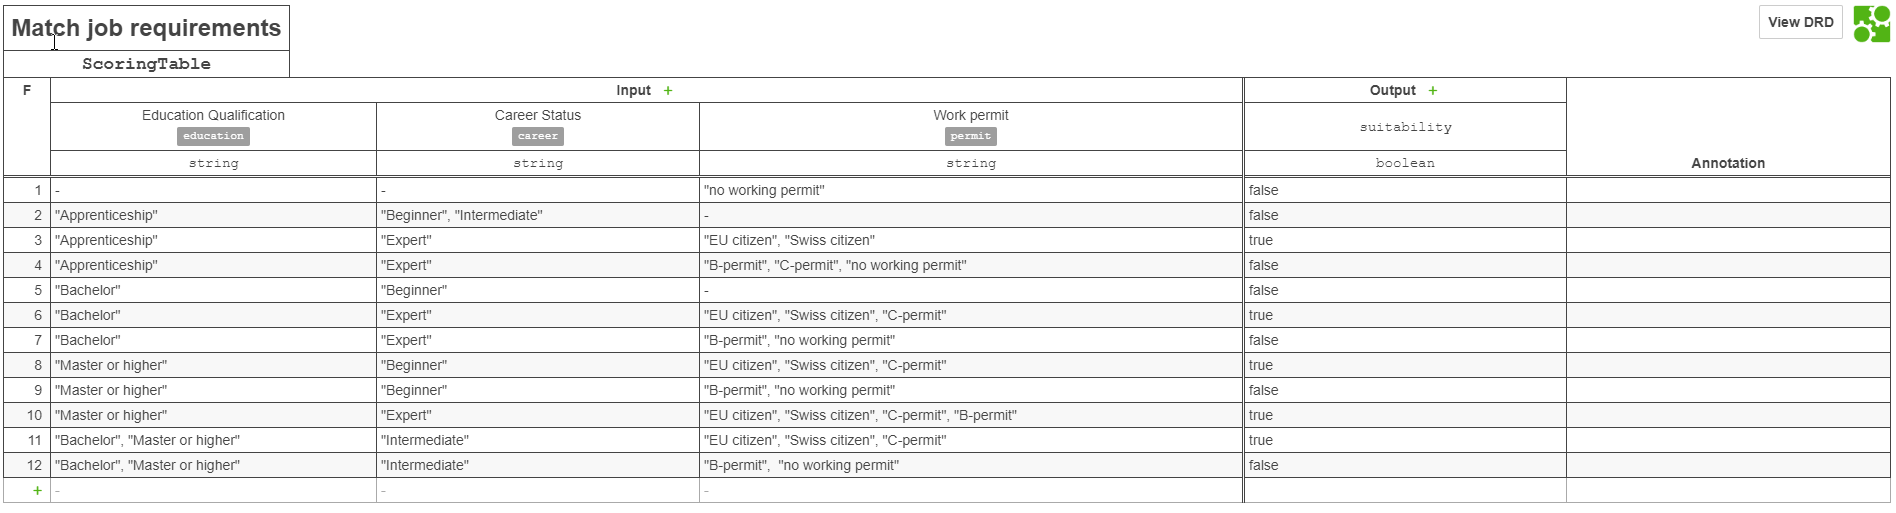 Match job requirements
View DRD
ScoringTable
F Input + Output +
Education Qualification Career Status Work permit
education career permit suitability
string string string boolean Annotation
1 - - "no working permit" false
2 "Apprenticeship" "Beginner", "Intermediate" - false
3 "Apprenticeship" "Expert" "EU citizen", "Swiss citizen" true
4 "Apprenticeship" "Expert" "B-permit", "C-permit", "no working permit" false
5 "Bachelor" "Beginner" - false
6 "Bachelor" "Expert" "EU citizen", "Swiss citizen", "C-permit" true
7 "Bachelor" "Expert" "B-permit", "no working permit" false
8 "Master or higher" "Beginner" "EU citizen", "Swiss citizen", "C-permit" true
9 "Master or higher" "Beginner" "B-permit", "no working permit" false
10 "Master or higher" "Expert" "EU citizen", "Swiss citizen", "C-permit", "B-permit" true
11 "Bachelor", "Master or higher" "Intermediate" "EU citizen", "Swiss citizen", "C-permit" true
12 "Bachelor", "Master or higher" "Intermediate" "B-permit",  "no working permit" false
+ - - -